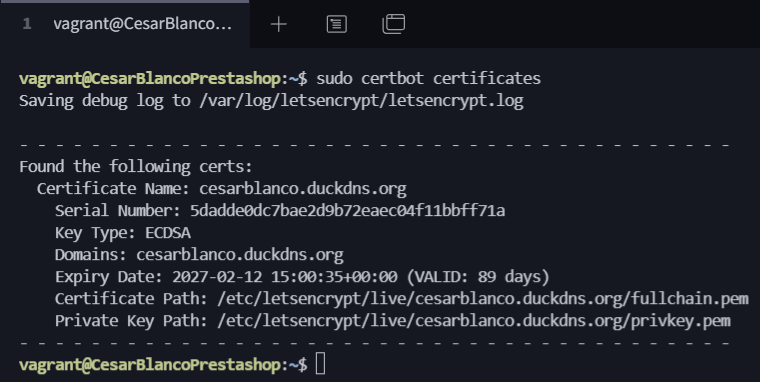 1 vagrant@CesarBlanco...
vagrant@CesarBlancoPrestashop:~$ sudo certbot certificates
Saving debug log to /var/log/letsencrypt/letsencrypt.log
- - - - - - - - - - - - - - - - - - - - - - - - - - - - - - - - - - - - - - - -
Found the following certs:
  Certificate Name: cesarblanco.duckdns.org
    Serial Number: 5dadde0dc7bae2d9b72eaec04f11bbff71a
    Key Type: ECDSA
    Domains: cesarblanco.duckdns.org
    Expiry Date: 2027-02-12 15:00:35+00:00 (VALID: 89 days)
    Certificate Path: /etc/letsencrypt/live/cesarblanco.duckdns.org/fullchain.pem
    Private Key Path: /etc/letsencrypt/live/cesarblanco.duckdns.org/privkey.pem
- - - - - - - - - - - - - - - - - - - - - - - - - - - - - - - - - - - - - - - -
vagrant@CesarBlancoPrestashop:~$